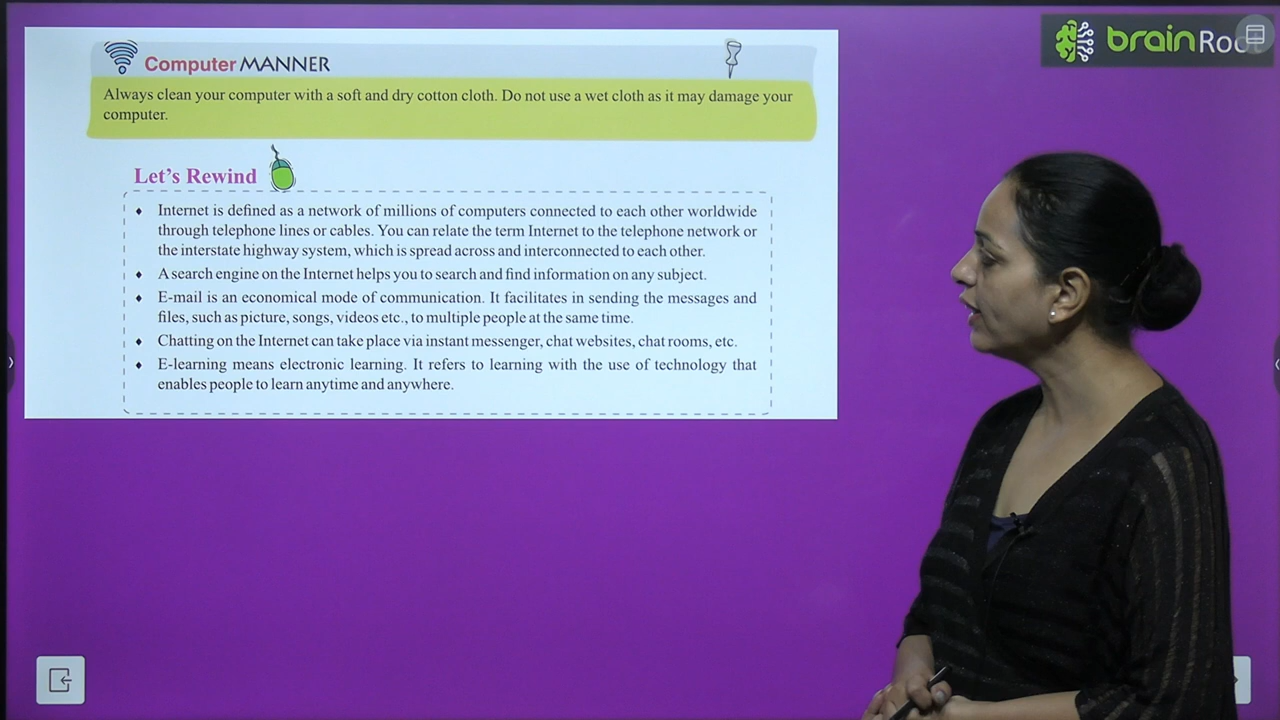 brainRoot
Computer MANNER
Always clean your computer with a soft and dry cotton cloth. Do not use a wet cloth as it may damage your
computer.
Let's Rewind
♦ Internet is defined as a network of millions of computers connected to each other worldwide
through telephone lines or cables. You can relate the term Internet to the telephone network or
the interstate highway system, which is spread across and interconnected to each other.
♦ A search engine on the Internet helps you to search and find information on any subject.
♦ E-mail is an economical mode of communication. It facilitates in sending the messages and
files, such as picture, songs, videos etc., to multiple people at the same time.
♦ Chatting on the Internet can take place via instant messenger, chat websites, chat rooms, etc.
♦ E-learning means electronic learning. It refers to learning with the use of technology that
enables people to learn anytime and anywhere.